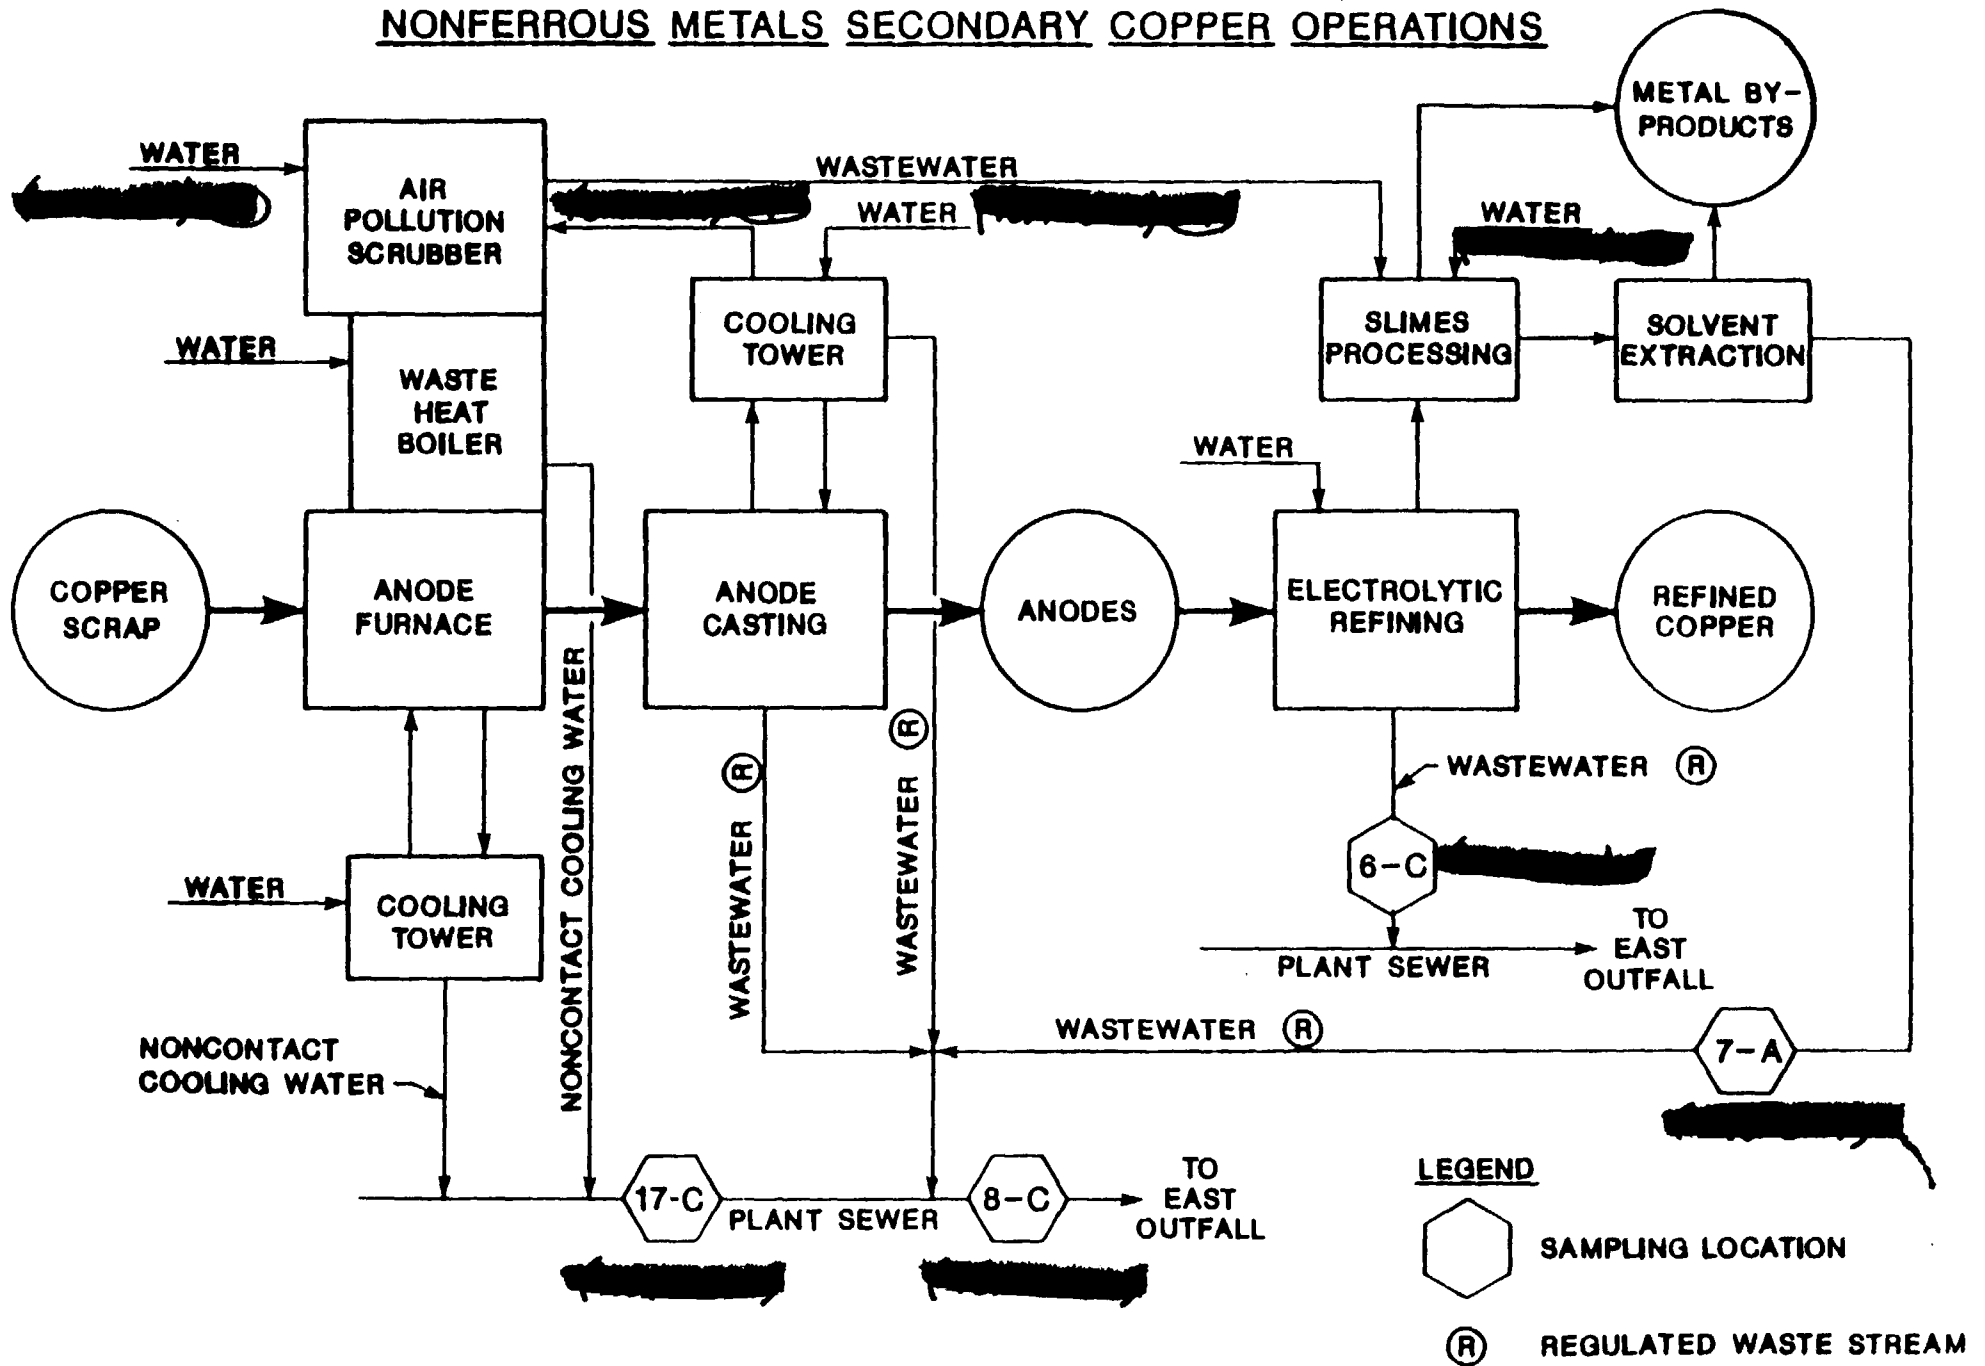 NONFERROUS METALS SECONDARY COPPER OPERATIONS
METAL BY-
PRODUCTS
WATER
AIR
POLLUTION
SCRUBBER
WASTEWATER
WATER
WATER
COOLING
TOWER
SLIMES
PROCESSING
SOLVENT
EXTRACTION
WATER
WASTE
HEAT
BOILER
WATER
COPPER
SCRAP
ANODE
FURNACE
ANODE
CASTING
ANODES
ELECTROLYTIC
REFINING
REFINED
COPPER
NONCONTACT COOLING WATER
WASTEWATER R
WASTEWATER R
WASTEWATER R
6-C
WATER
COOLING
TOWER
TO
EAST
OUTFALL
PLANT SEWER
NONCONTACT
COOLING WATER
WASTEWATER R
7-A
17-C
PLANT SEWER
8-C
TO
EAST
OUTFALL
LEGEND
SAMPLING LOCATION
R REGULATED WASTE STREAM